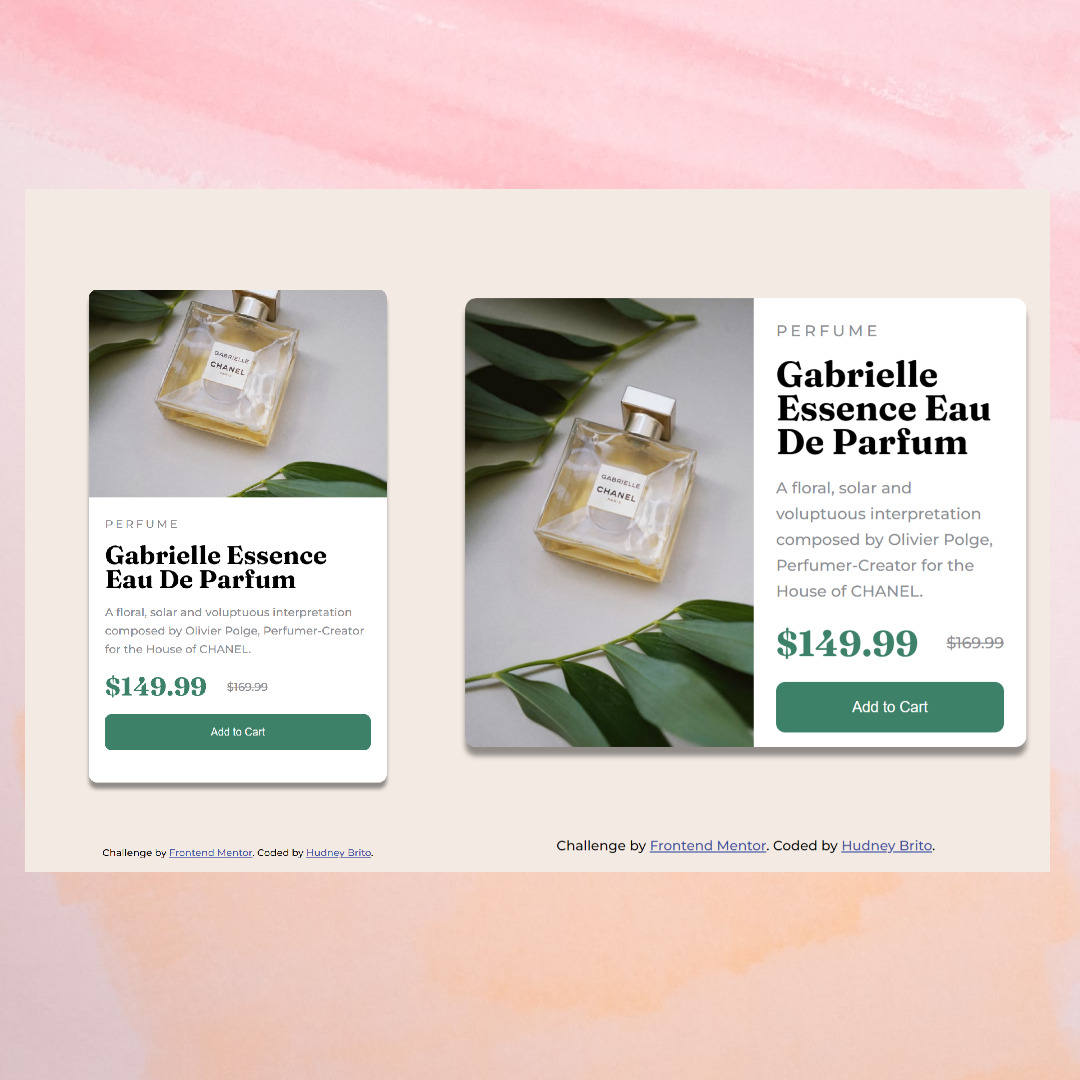 GABRIELLE
CHANEL
PARIS
PERFUME
Gabrielle Essence
Eau De Parfum
A floral, solar and voluptuous interpretation
composed by Olivier Polge, Perfumer-Creator
for the House of CHANEL.
$149.99 $169.99
Add to Cart
Challenge by Frontend Mentor. Coded by Hudney Brito.
GABRIELLE
CHANEL
PARIS
PERFUME
Gabrielle
Essence Eau
De Parfum
A floral, solar and
voluptuous interpretation
composed by Olivier Polge,
Perfumer-Creator for the
House of CHANEL.
$149.99 $169.99
Add to Cart
Challenge by Frontend Mentor. Coded by Hudney Brito.